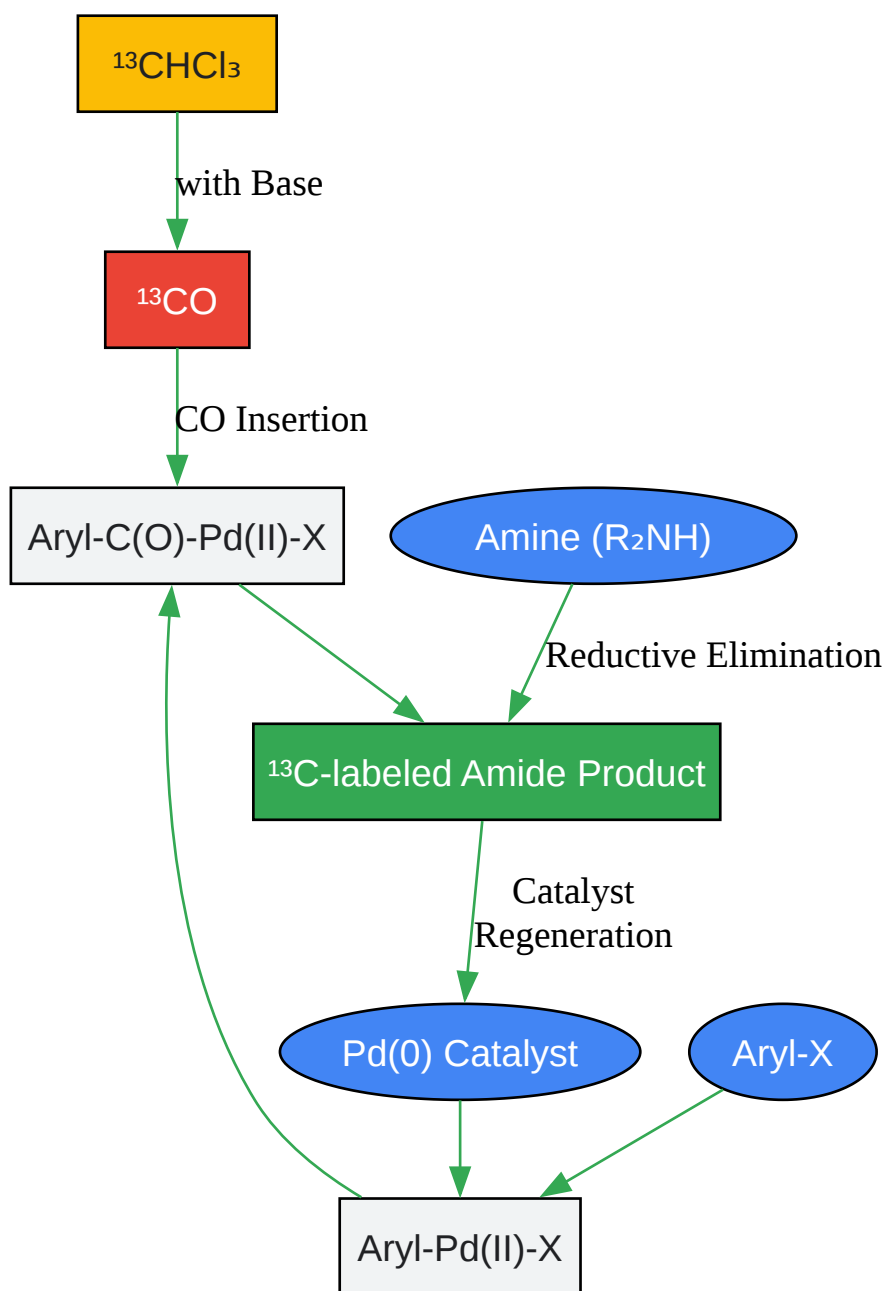 ¹³CHCl₃
with Base
¹³CO
CO Insertion
Aryl-C(O)-Pd(II)-X
Amine (R₂NH)
Reductive Elimination
¹³C-labeled Amide Product
Catalyst
Regeneration
Pd(0) Catalyst
Aryl-X
Aryl-Pd(II)-X